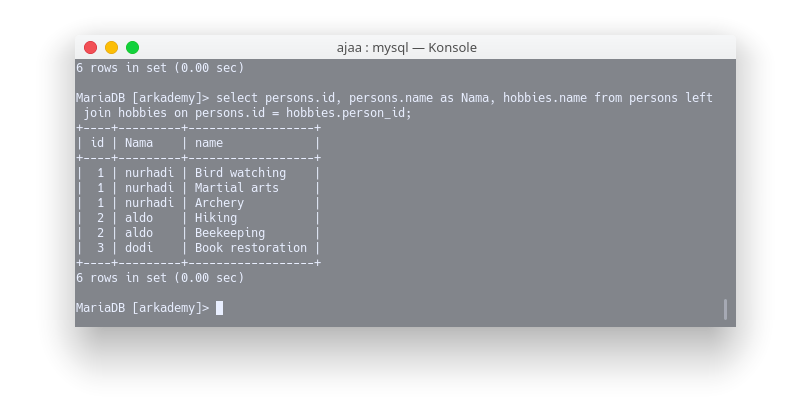 ajaa : mysql — Konsole
6 rows in set (0.00 sec)
MariaDB [arkademy]> select persons.id, persons.name as Nama, hobbies.name from persons left
 join hobbies on persons.id = hobbies.person_id;
+----+---------+------------------+
| id | Nama    | name             |
+----+---------+------------------+
|  1 | nurhadi | Bird watching    |
|  1 | nurhadi | Martial arts     |
|  1 | nurhadi | Archery          |
|  2 | aldo    | Hiking           |
|  2 | aldo    | Beekeeping       |
|  3 | dodi    | Book restoration |
+----+---------+------------------+
6 rows in set (0.00 sec)
MariaDB [arkademy]>